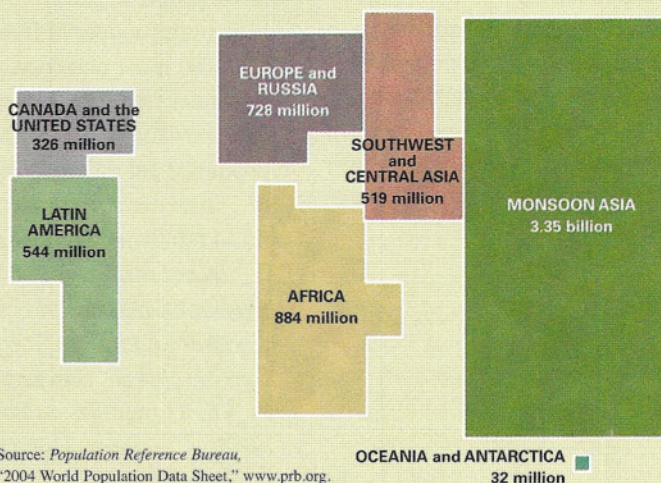 CANADA and the
UNITED STATES
326 million
LATIN
AMERICA
544 million
EUROPE and
RUSSIA
728 million
SOUTHWEST
and
CENTRAL ASIA
519 million
AFRICA
884 million
MONSOON ASIA
3.35 billion
OCEANIA and ANTARCTICA
32 million
Source: Population Reference Bureau,
"2004 World Population Data Sheet," www.prb.org.